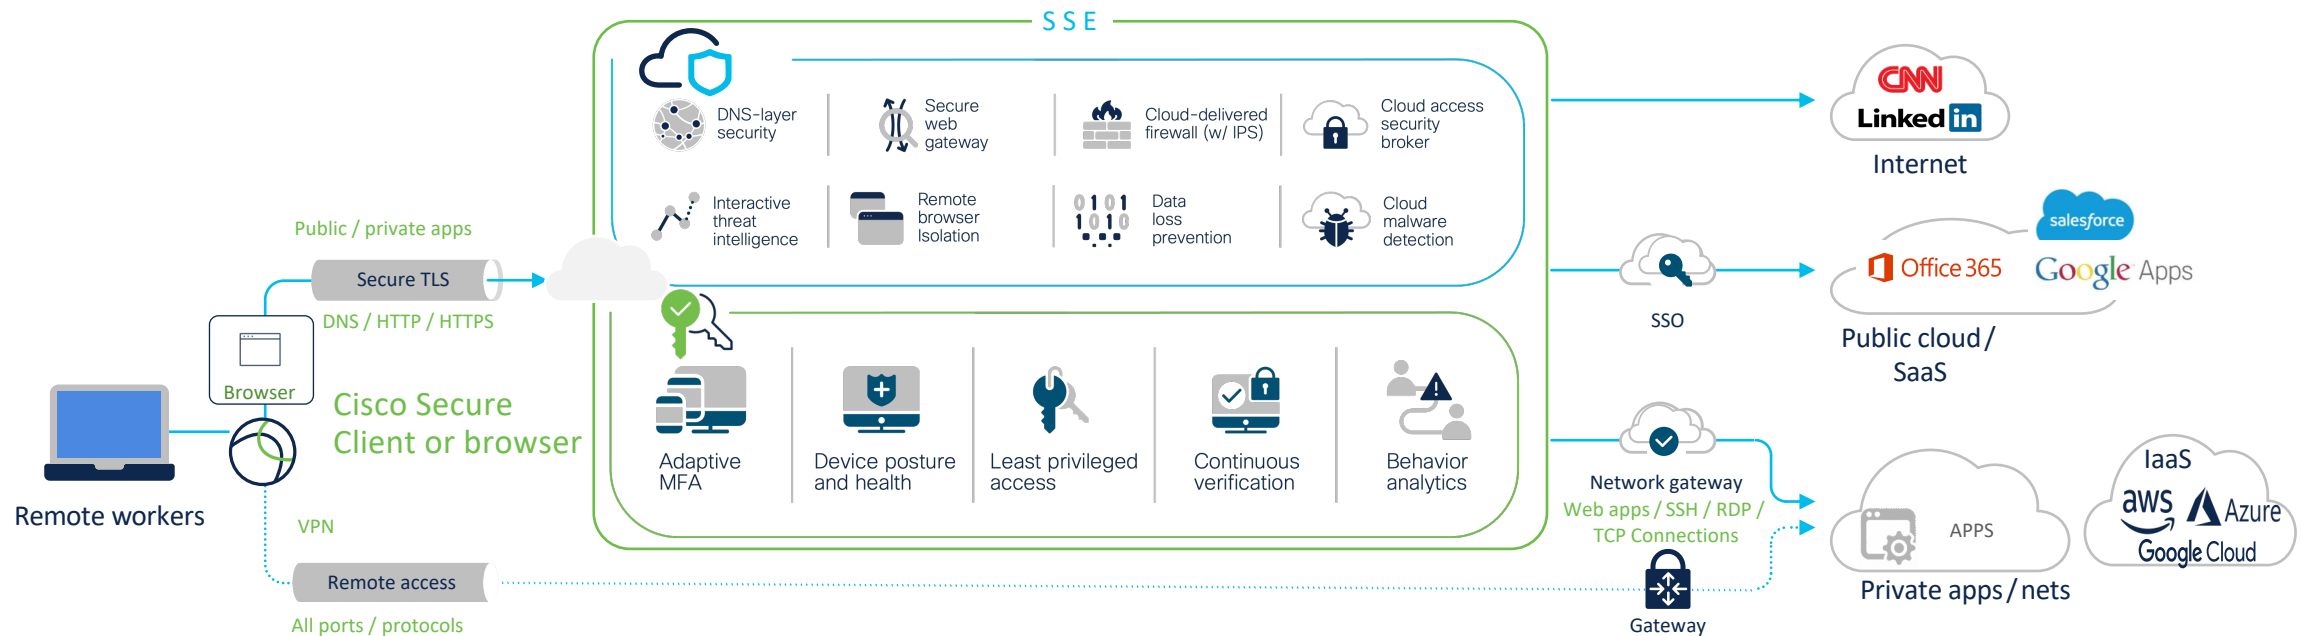 SSE
DNS-layer
security
Secure
web
gateway
Cloud-delivered
firewall (w/ IPS)
Cloud access
security
broker
Interactive
threat
intelligence
Remote
browser
Isolation
0101
1010
Data
loss
prevention
Cloud
malware
detection
Public / private apps
Secure TLS
DNS / HTTP / HTTPS
Browser
Cisco Secure
Client or browser
Remote workers
VPN
Remote access
All ports / protocols
Adaptive
MFA
Device posture
and health
Least privileged
access
Continuous
verification
Behavior
analytics
CNN
Linked in
Internet
SSO
salesforce
Office 365
Google Apps
Public cloud /
SaaS
Network gateway
Web apps / SSH / RDP /
TCP Connections
Gateway
APPS
Private apps / nets
IaaS
aws
Azure
Google Cloud